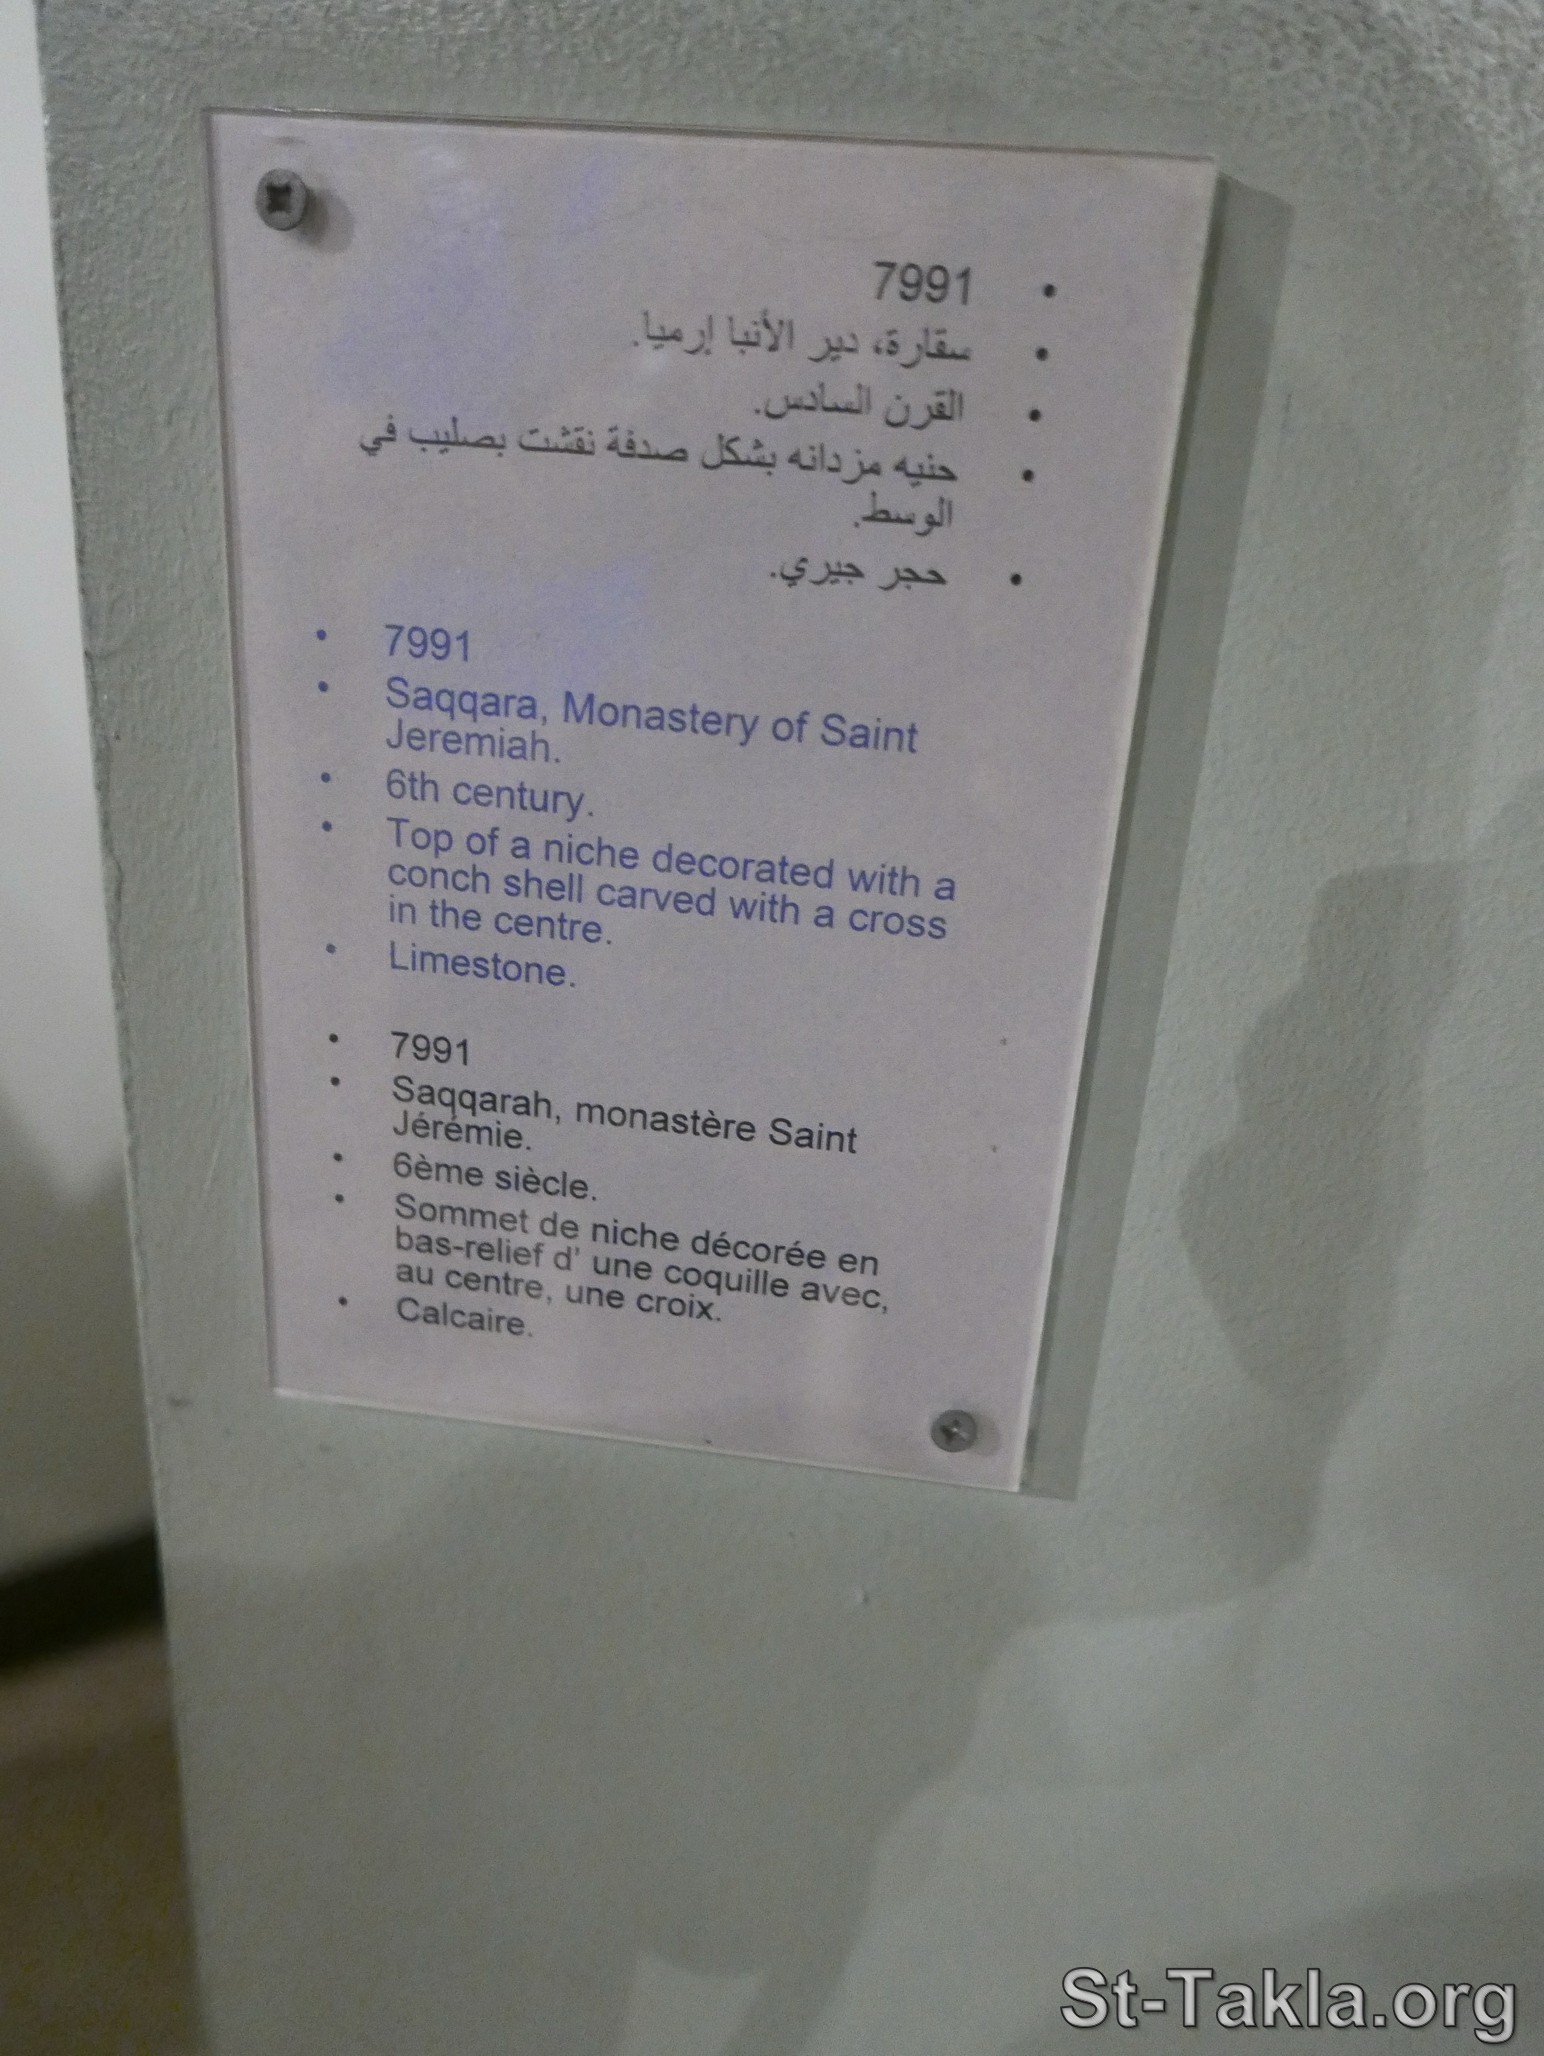 • 7991
• سقارة، دير الأنبا إرميا.
• القرن السادس.
• حنيه مزدانه بشكل صدفة نقشت بصليب في
الوسط.
• حجر جيري.
• 7991
• Saqqara, Monastery of Saint
Jeremiah.
• 6th century.
• Top of a niche decorated with a
conch shell carved with a cross
in the centre.
• Limestone.
• 7991
• Saqqarah, monastère Saint
Jérémie.
• 6ème siècle.
• Sommet de niche décorée en
bas-relief d' une coquille avec,
au centre, une croix.
• Calcaire.
St-Takla.org